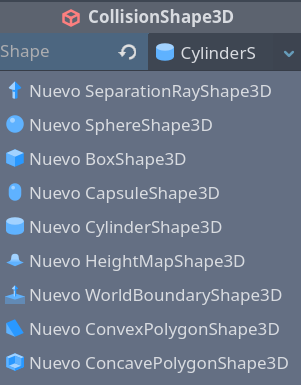 CollisionShape3D
Shape CylinderS
Nuevo SeparationRayShape3D
Nuevo SphereShape3D
Nuevo BoxShape3D
Nuevo CapsuleShape3D
Nuevo CylinderShape3D
Nuevo HeightMapShape3D
Nuevo WorldBoundaryShape3D
Nuevo ConvexPolygonShape3D
Nuevo ConcavePolygonShape3D